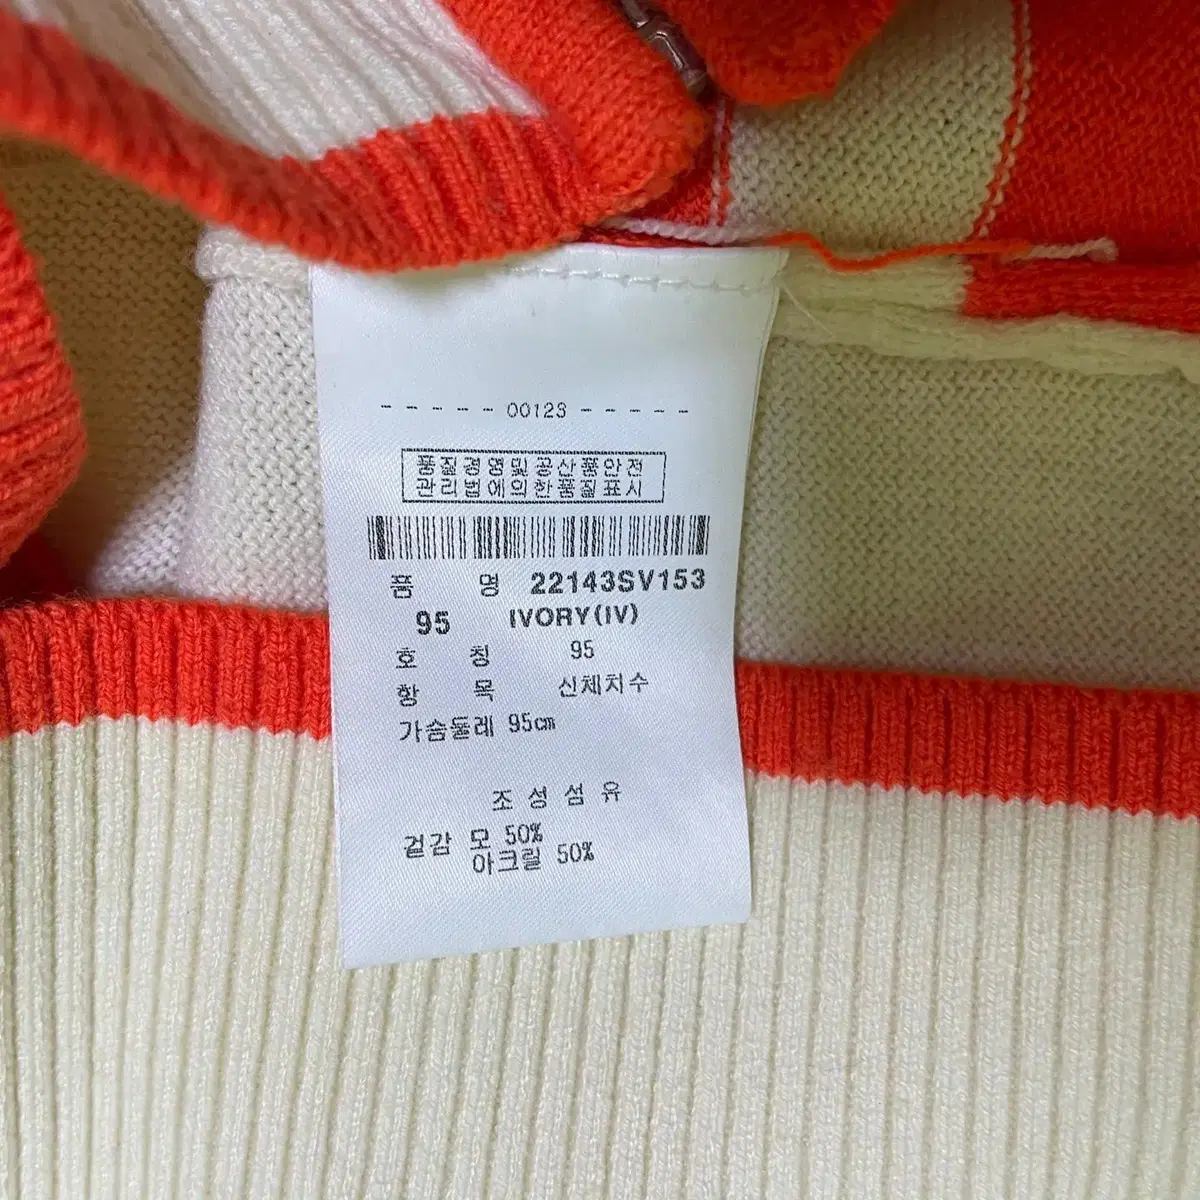 - - - - - 00123 - - - - -
품질경영및공산품안전
관리법에의한품질표시
품 명 22143SV153
95 IVORY(IV)
호 칭 95
항 목 신체치수
가슴둘레 95cm
조 성 섬 유
겉감 모 50%
아크릴 50%